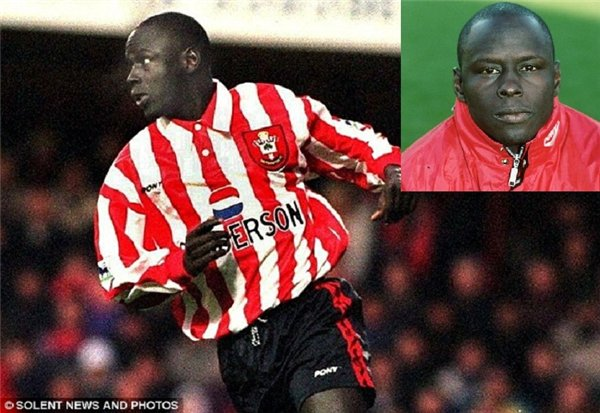 PONY
ERSON
PONY
© SOLENT NEWS AND PHOTOS